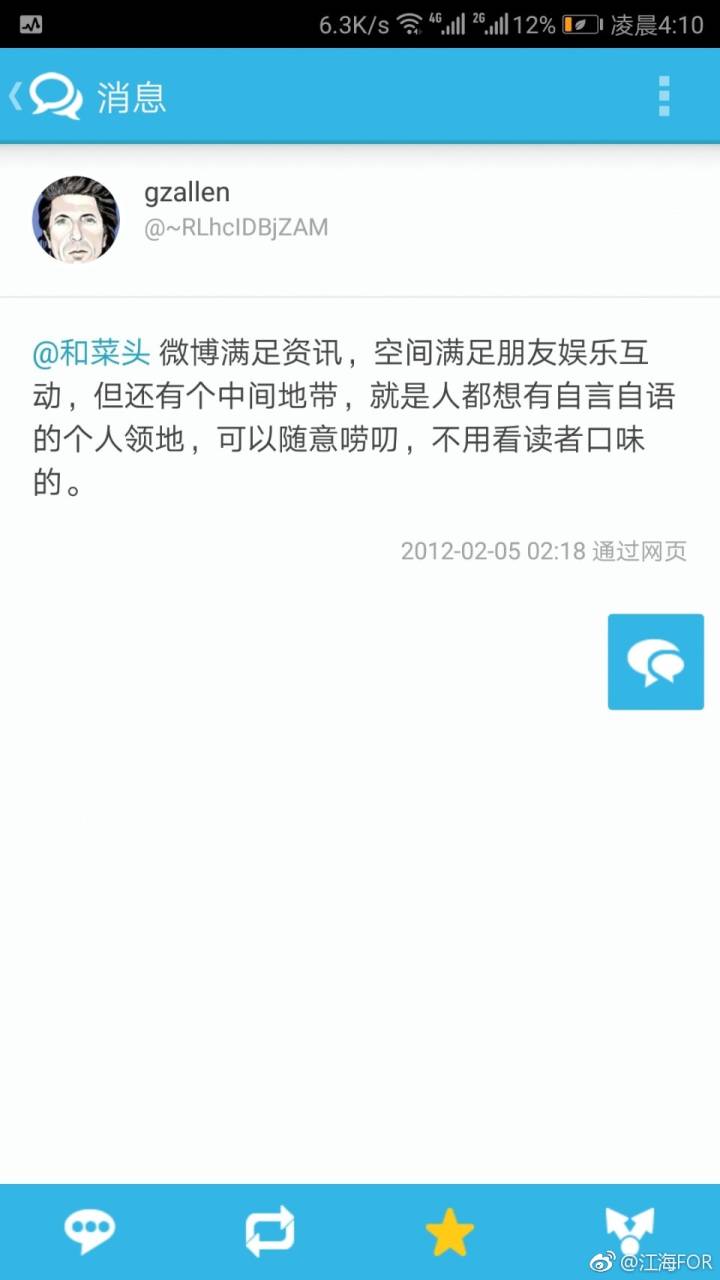 6.3K/s 4G 2G 12% 凌晨4:10
消息
gzallen
@~RLhcIDBjZAM
@和菜头 微博满足资讯，空间满足朋友娱乐互
动，但还有个中间地带，就是人都想有自言自语
的个人领地，可以随意唠叨，不用看读者口味
的。
2012-02-05 02:18 通过网页
@江海FOR